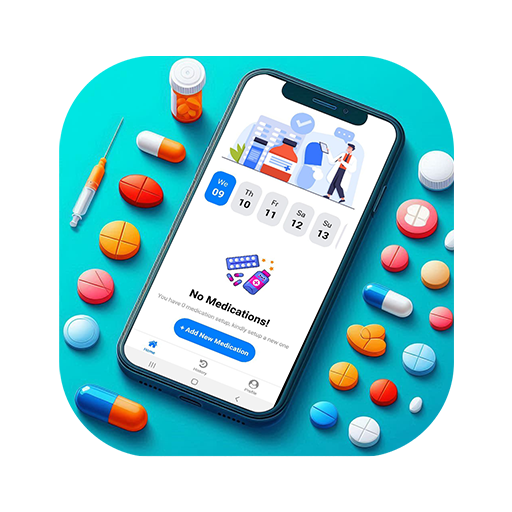 We Th Fr Sa Su
09 10 11 12 13
No Medications!
You have 0 medication setup, kindly setup a new one
+ Add New Medication
Home History Profile